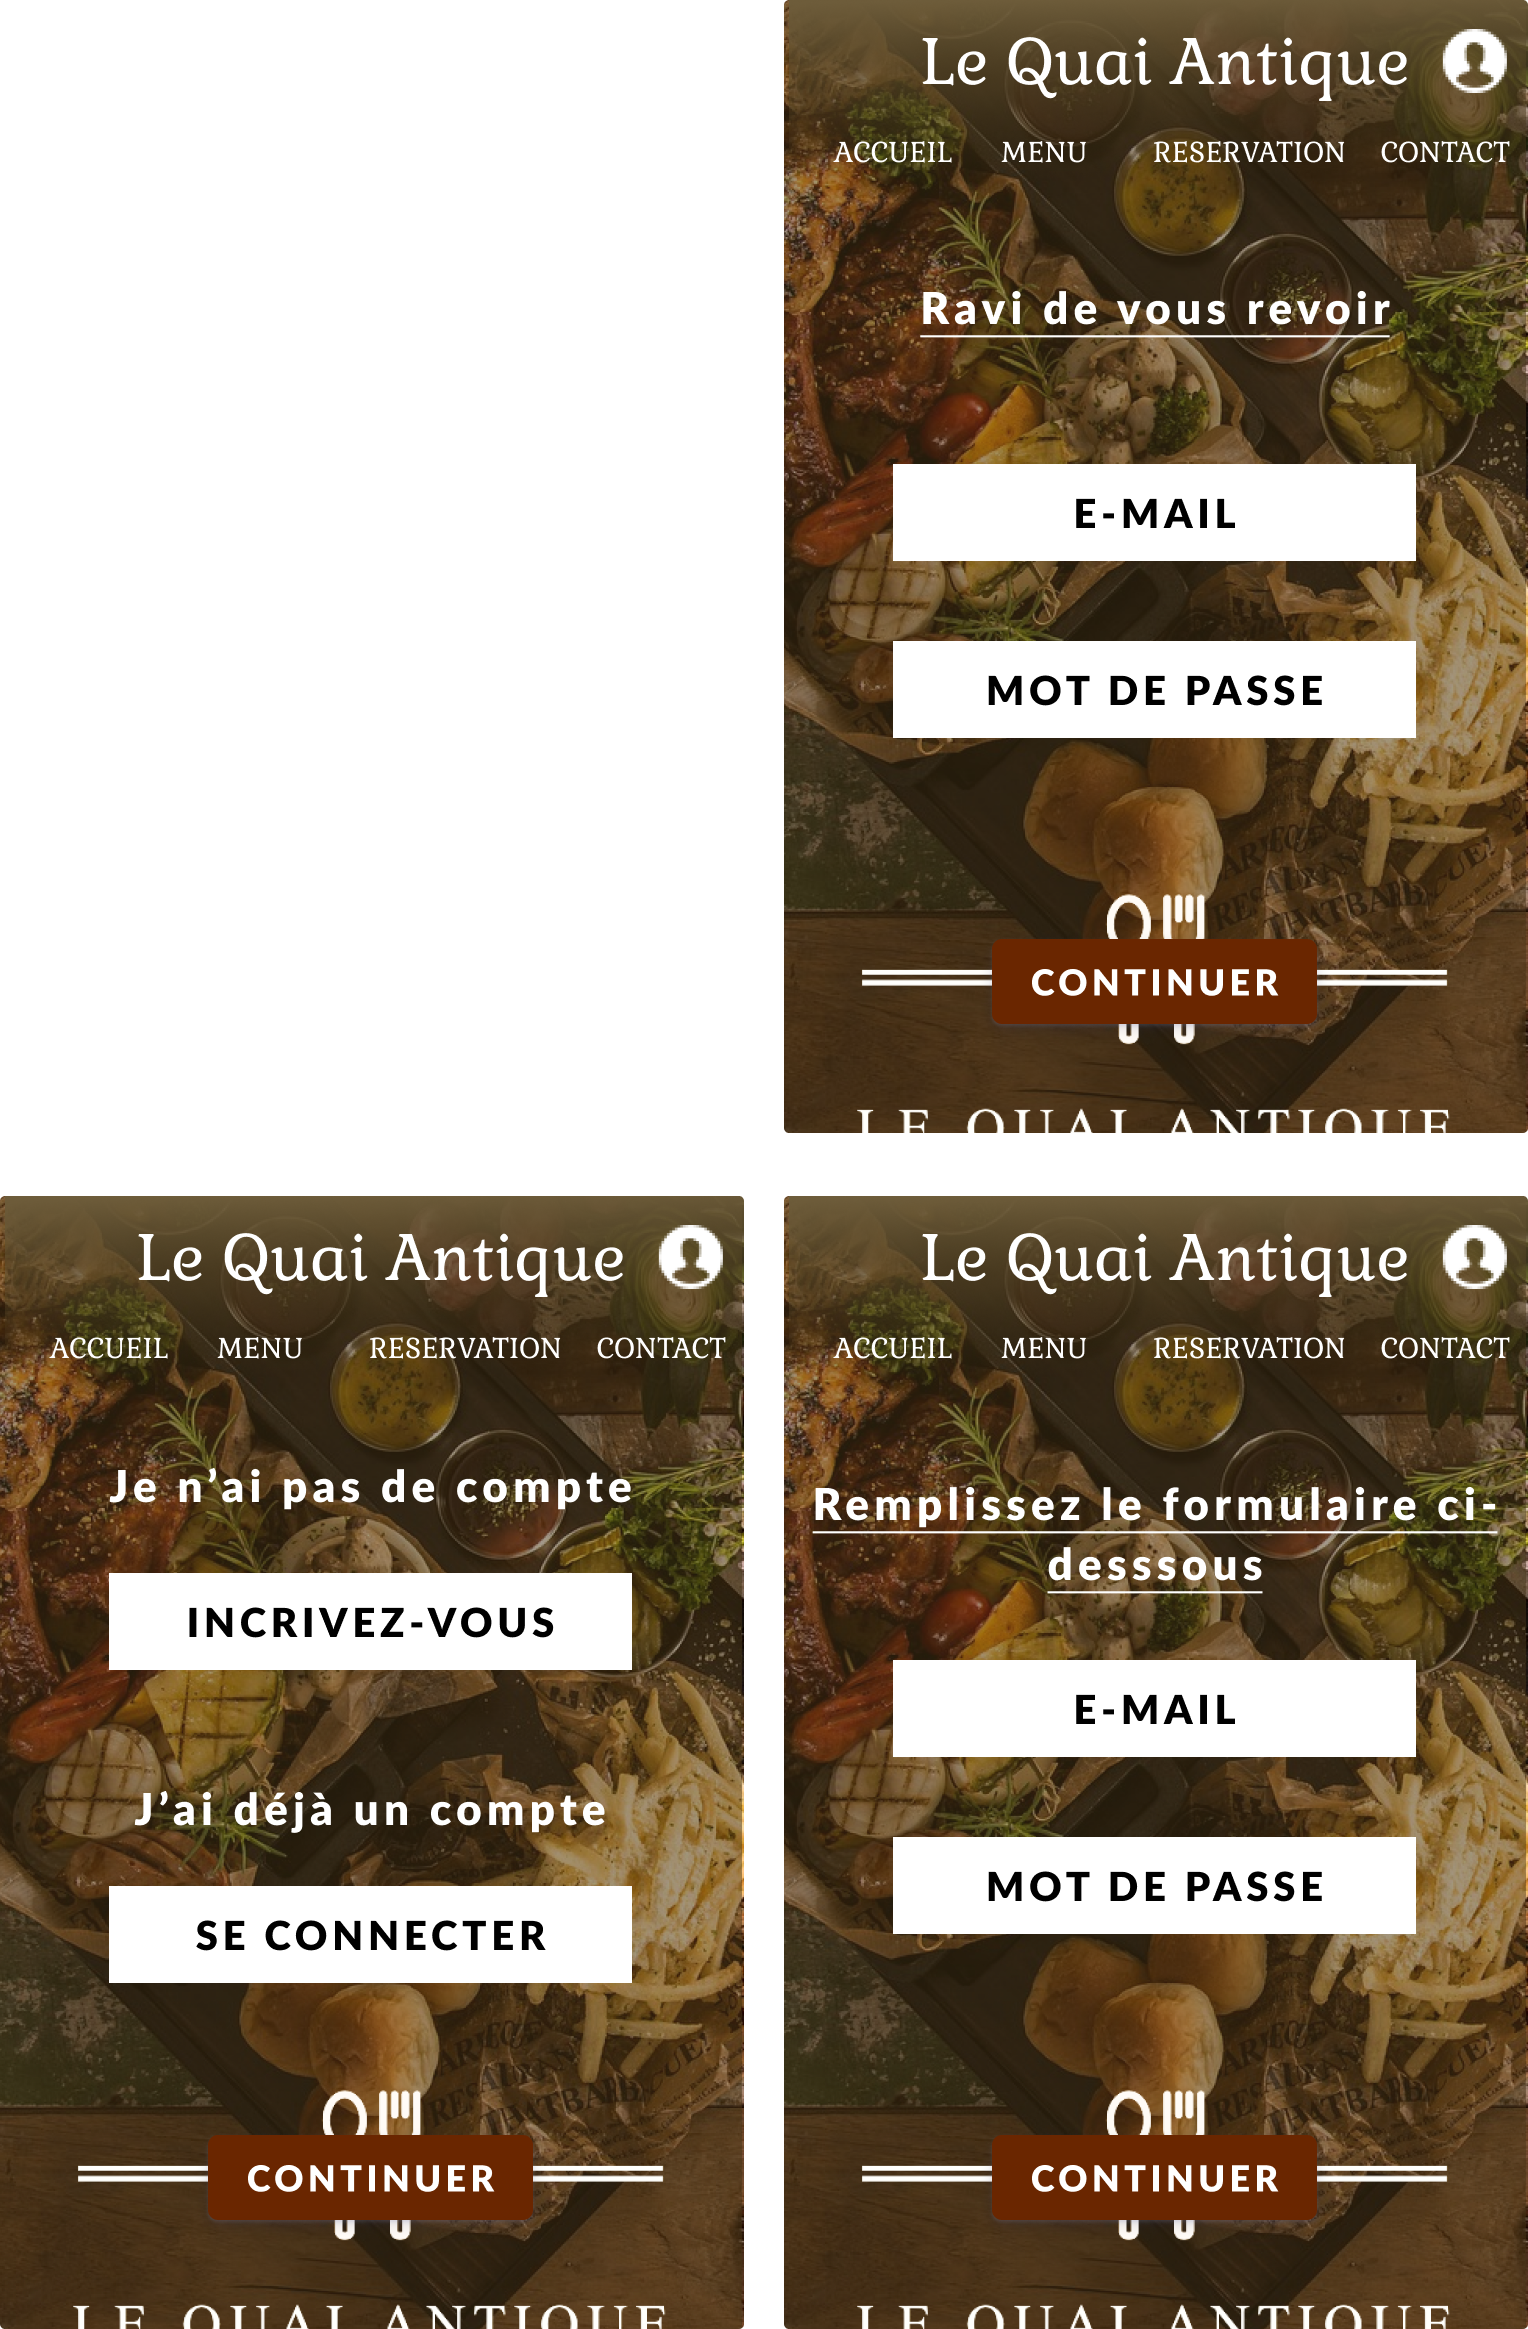 Le Quai Antique
ACCUEIL MENU RESERVATION CONTACT
Ravi de vous revoir
E-MAIL
MOT DE PASSE
CONTINUER
LE QUAI ANTIQUE
Le Quai Antique
ACCUEIL MENU RESERVATION CONTACT
Je n’ai pas de compte
INCRIVEZ-VOUS
J’ai déjà un compte
SE CONNECTER
CONTINUER
LE QUAI ANTIQUE
Le Quai Antique
ACCUEIL MENU RESERVATION CONTACT
Remplissez le formulaire ci-
desssous
E-MAIL
MOT DE PASSE
CONTINUER
LE QUAI ANTIQUE